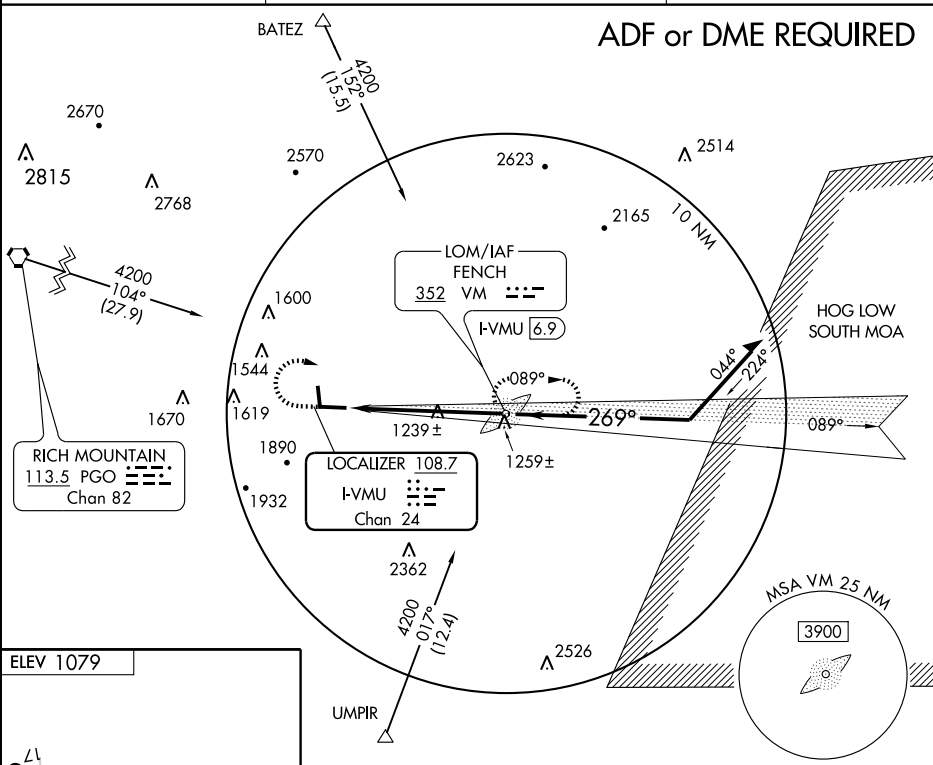 ADF or DME REQUIRED
BATEZ
4200
152°
(15.5)
2670
2815
2768
2570
2623
2514
2165
10 NM
4200
104°
(27.9)
LOM/IAF
FENCH
352 VM
I-VMU 6.9
HOG LOW
SOUTH MOA
1600
1544
1670
1619
089°
044°
224°
269°
089°
1239±
1259±
RICH MOUNTAIN
113.5 PGO
Chan 82
1890
1932
LOCALIZER 108.7
I-VMU
Chan 24
2362
4200
017°
(12.4)
2526
UMPIR
MSA VM 25 NM
3900
ELEV 1079
17